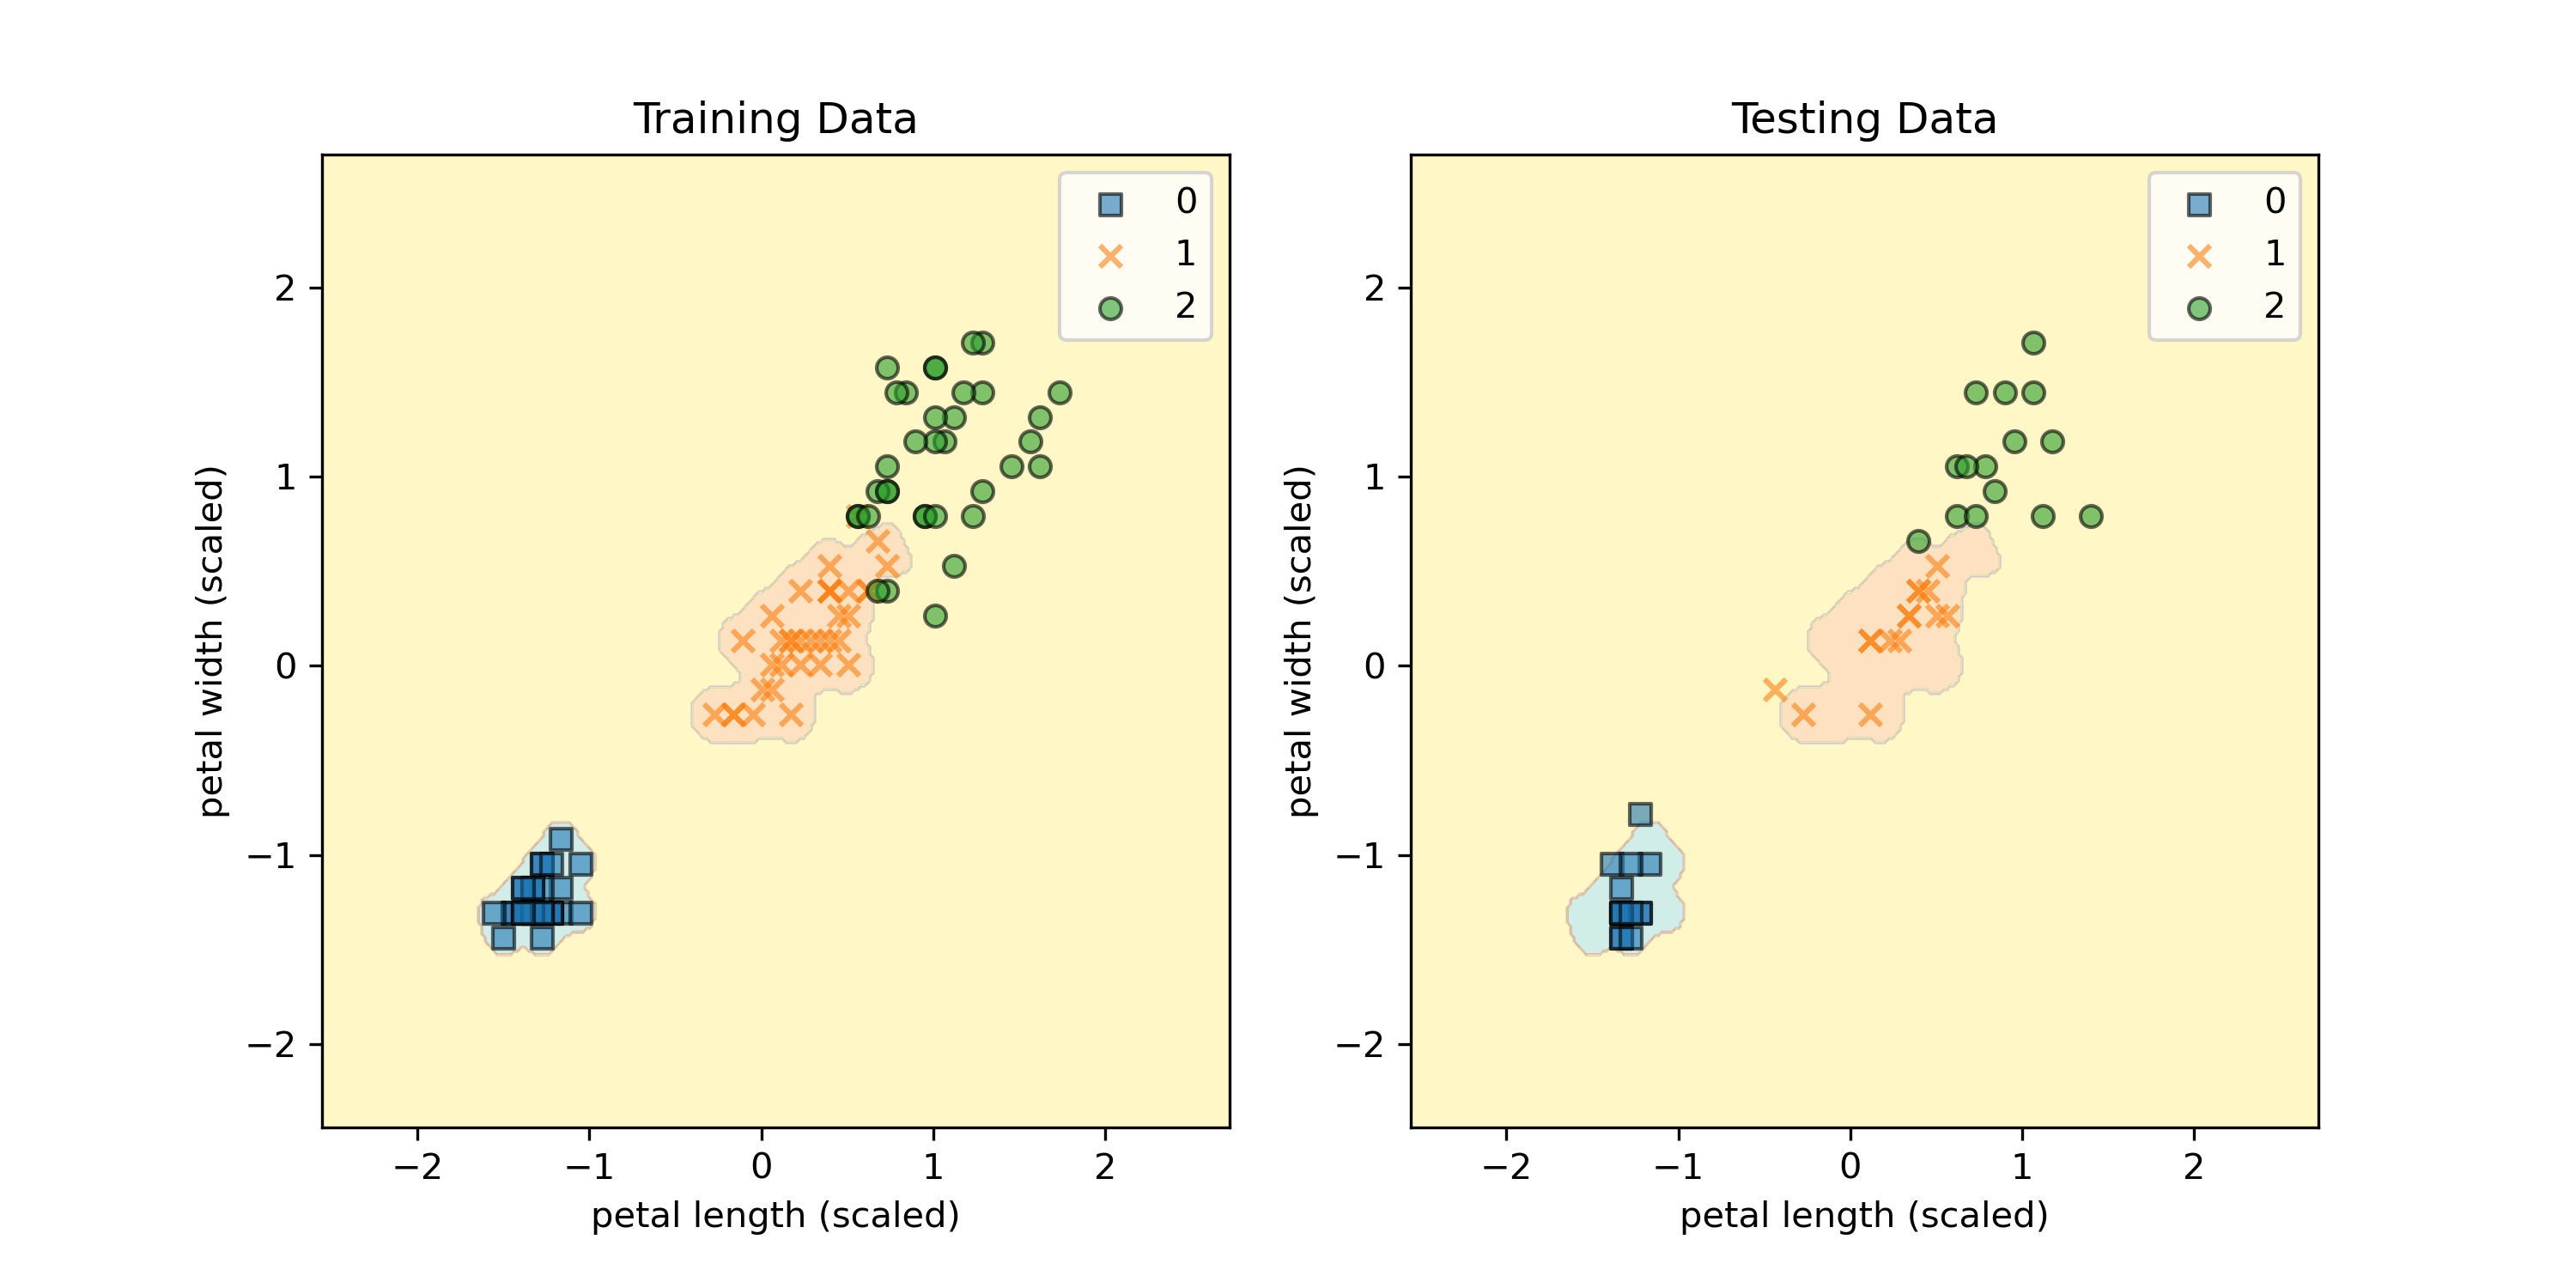 Training Data
0
1
2
2
1
0
−1
−2
petal width (scaled)
−2 −1 0 1 2
petal length (scaled)
Testing Data
0
1
2
2
1
0
−1
−2
petal width (scaled)
−2 −1 0 1 2
petal length (scaled)